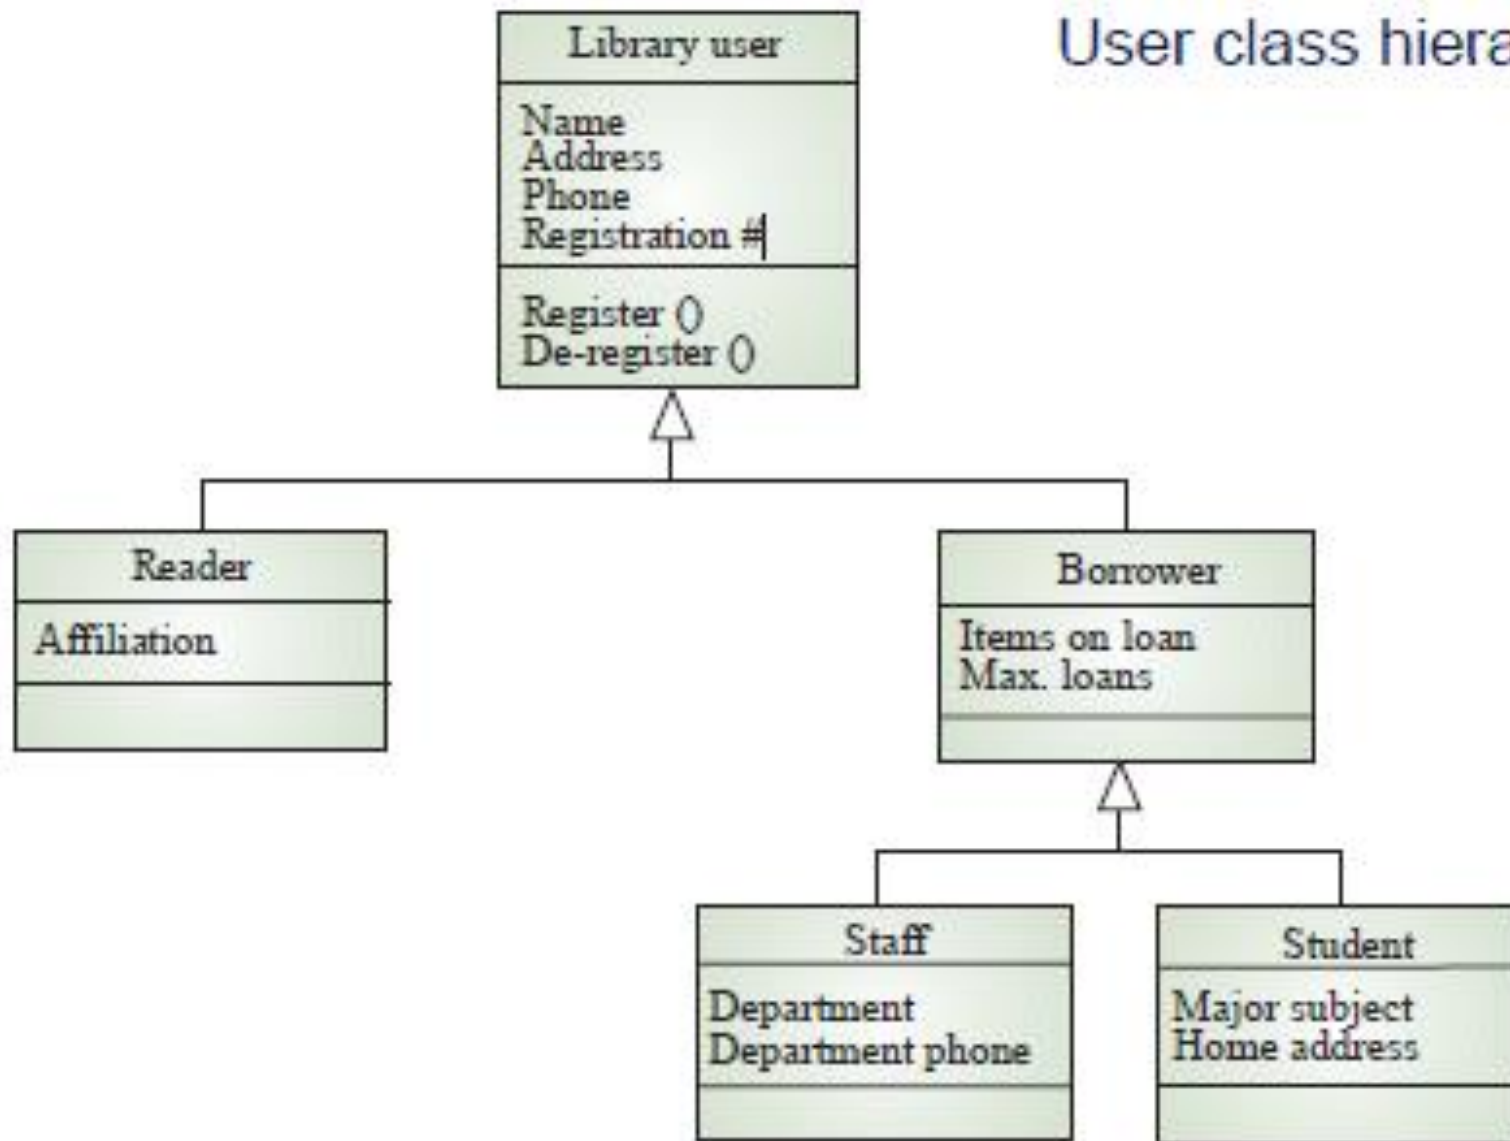 User class hiera
Library user
Name
Address
Phone
Registration #
Register ()
De-register ()
Reader
Affiliation
Borrower
Items on loan
Max. loans
Staff
Department
Department phone
Student
Major subject
Home address